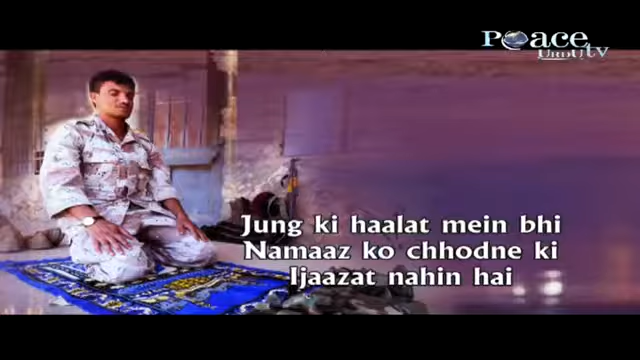 Peace
Urdu tv
Jung ki haalat mein bhi
Namaaz ko chhodne ki
Ijaazat nahin hai